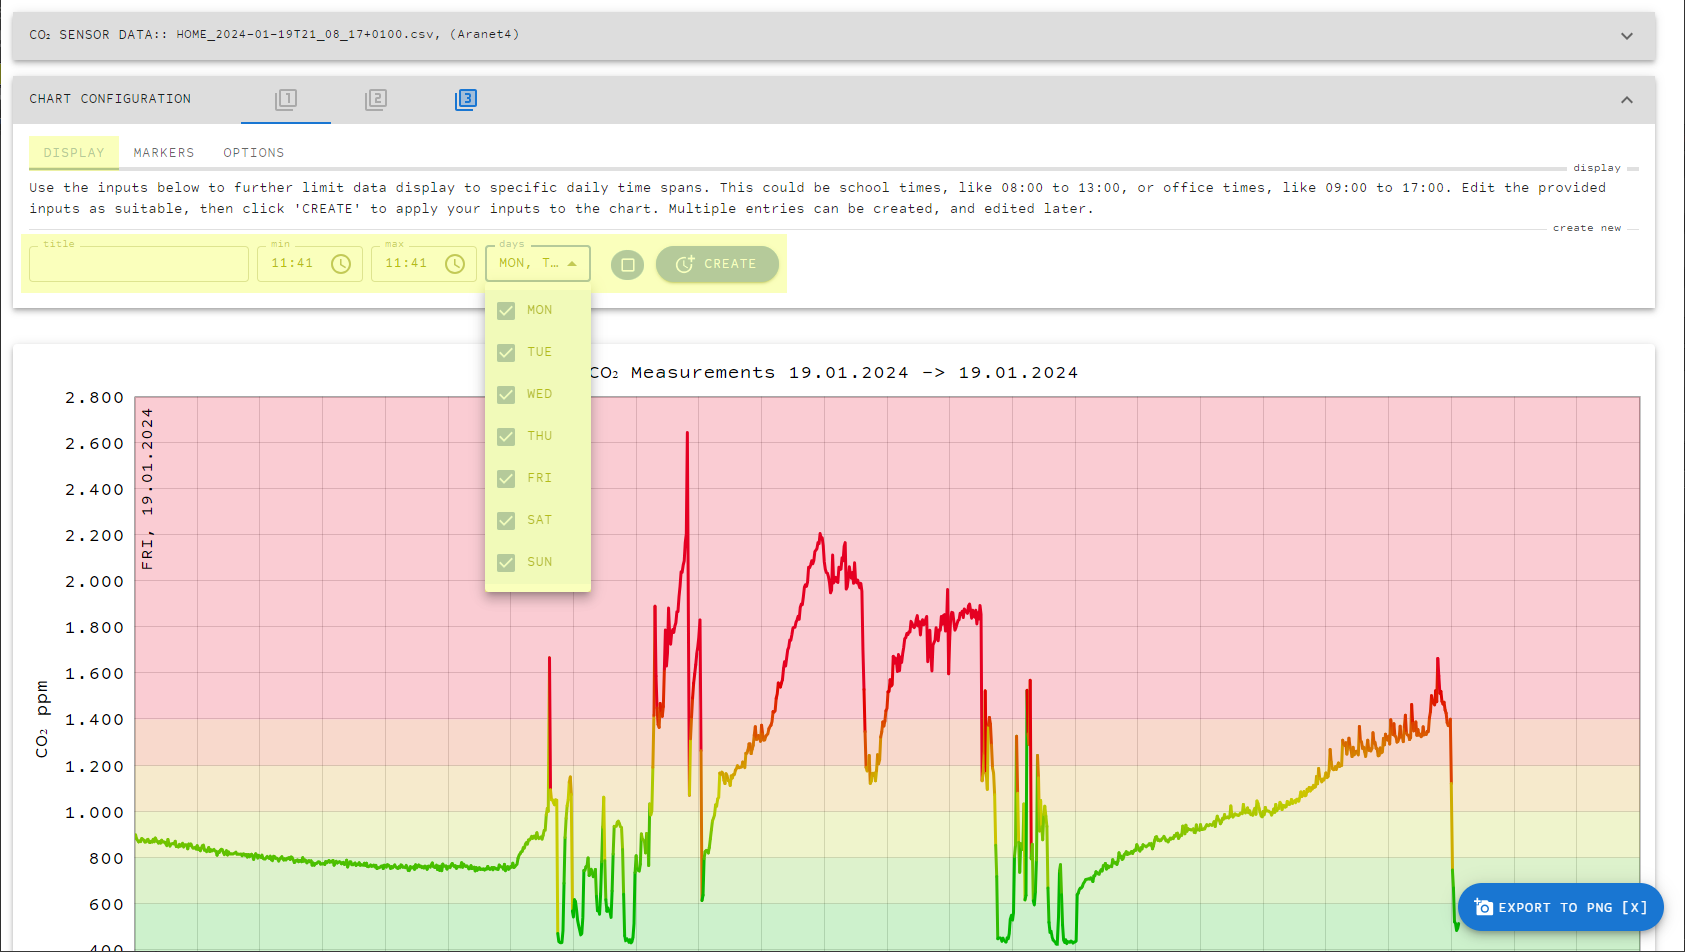 CO₂ SENSOR DATA:: HOME_2024-01-19T21_08_17+0100.csv, (Aranet4)
CHART CONFIGURATION 1 2 3
DISPLAY MARKERS OPTIONS
display
Use the inputs below to further limit data display to specific daily time spans. This could be school times, like 08:00 to 13:00, or office times, like 09:00 to 17:00. Edit the provided
inputs as suitable, then click 'CREATE' to apply your inputs to the chart. Multiple entries can be created, and edited later.
create new
title min max days
11:41 11:41 MON, T… CREATE
MON
TUE
WED
THU
FRI
SAT
SUN
CO₂ Measurements 19.01.2024 -> 19.01.2024
FRI, 19.01.2024
CO₂ ppm
2.800
2.600
2.400
2.200
2.000
1.800
1.600
1.400
1.200
1.000
800
600
400
EXPORT TO PNG [X]